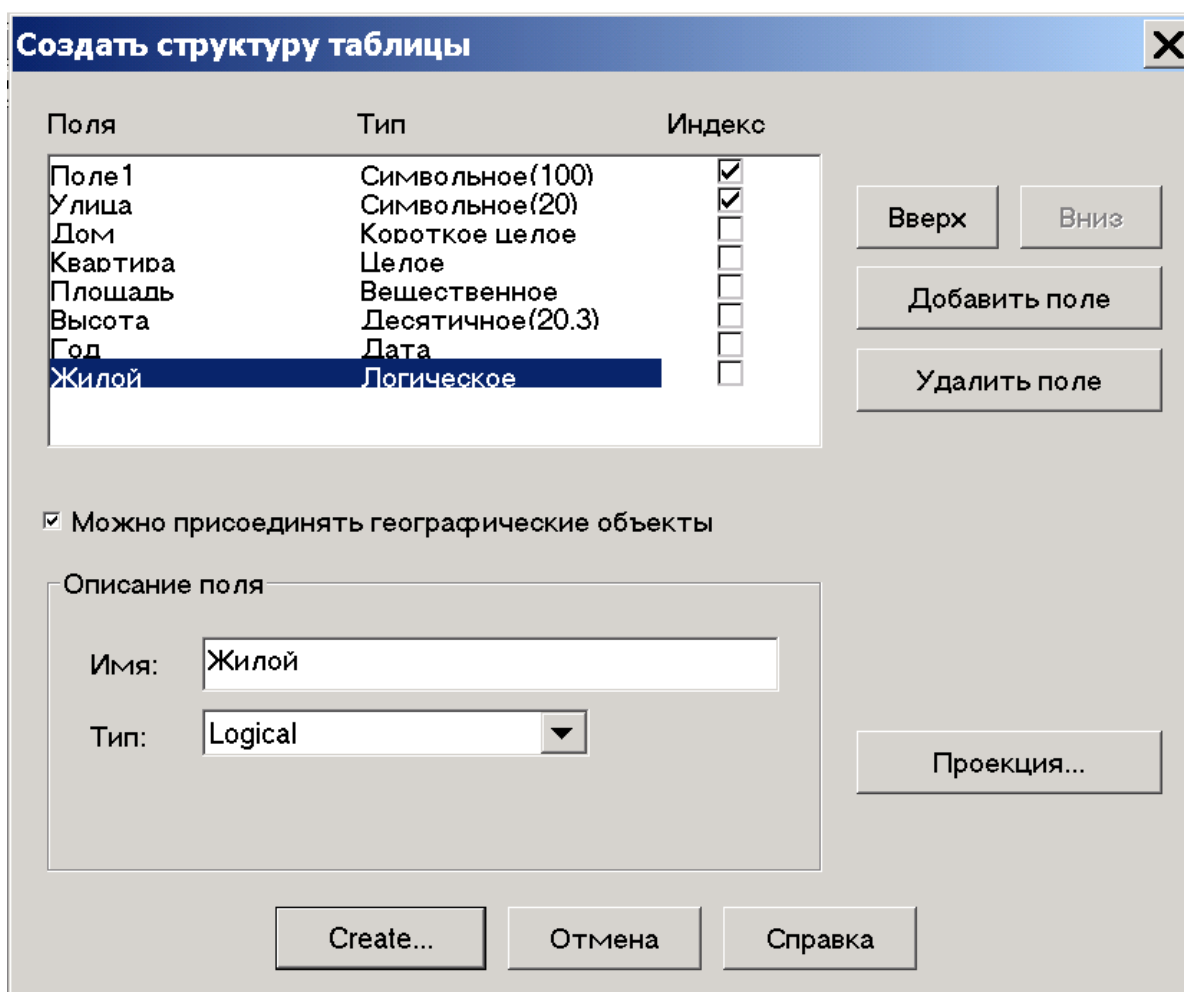 Создать структуру таблицы
Поля Тип Индекс
Поле1 Символьное(100)
Улица Символьное(20)
Дом Короткое целое
Квартира Целое
Площадь Вещественное
Высота Десятичное(20.3)
Год Дата
Жилой Логическое
Вверх Вниз
Добавить поле
Удалить поле
Можно присоединять географические объекты
Описание поля
Имя: Жилой
Тип: Logical
Проекция...
Create... Отмена Справка